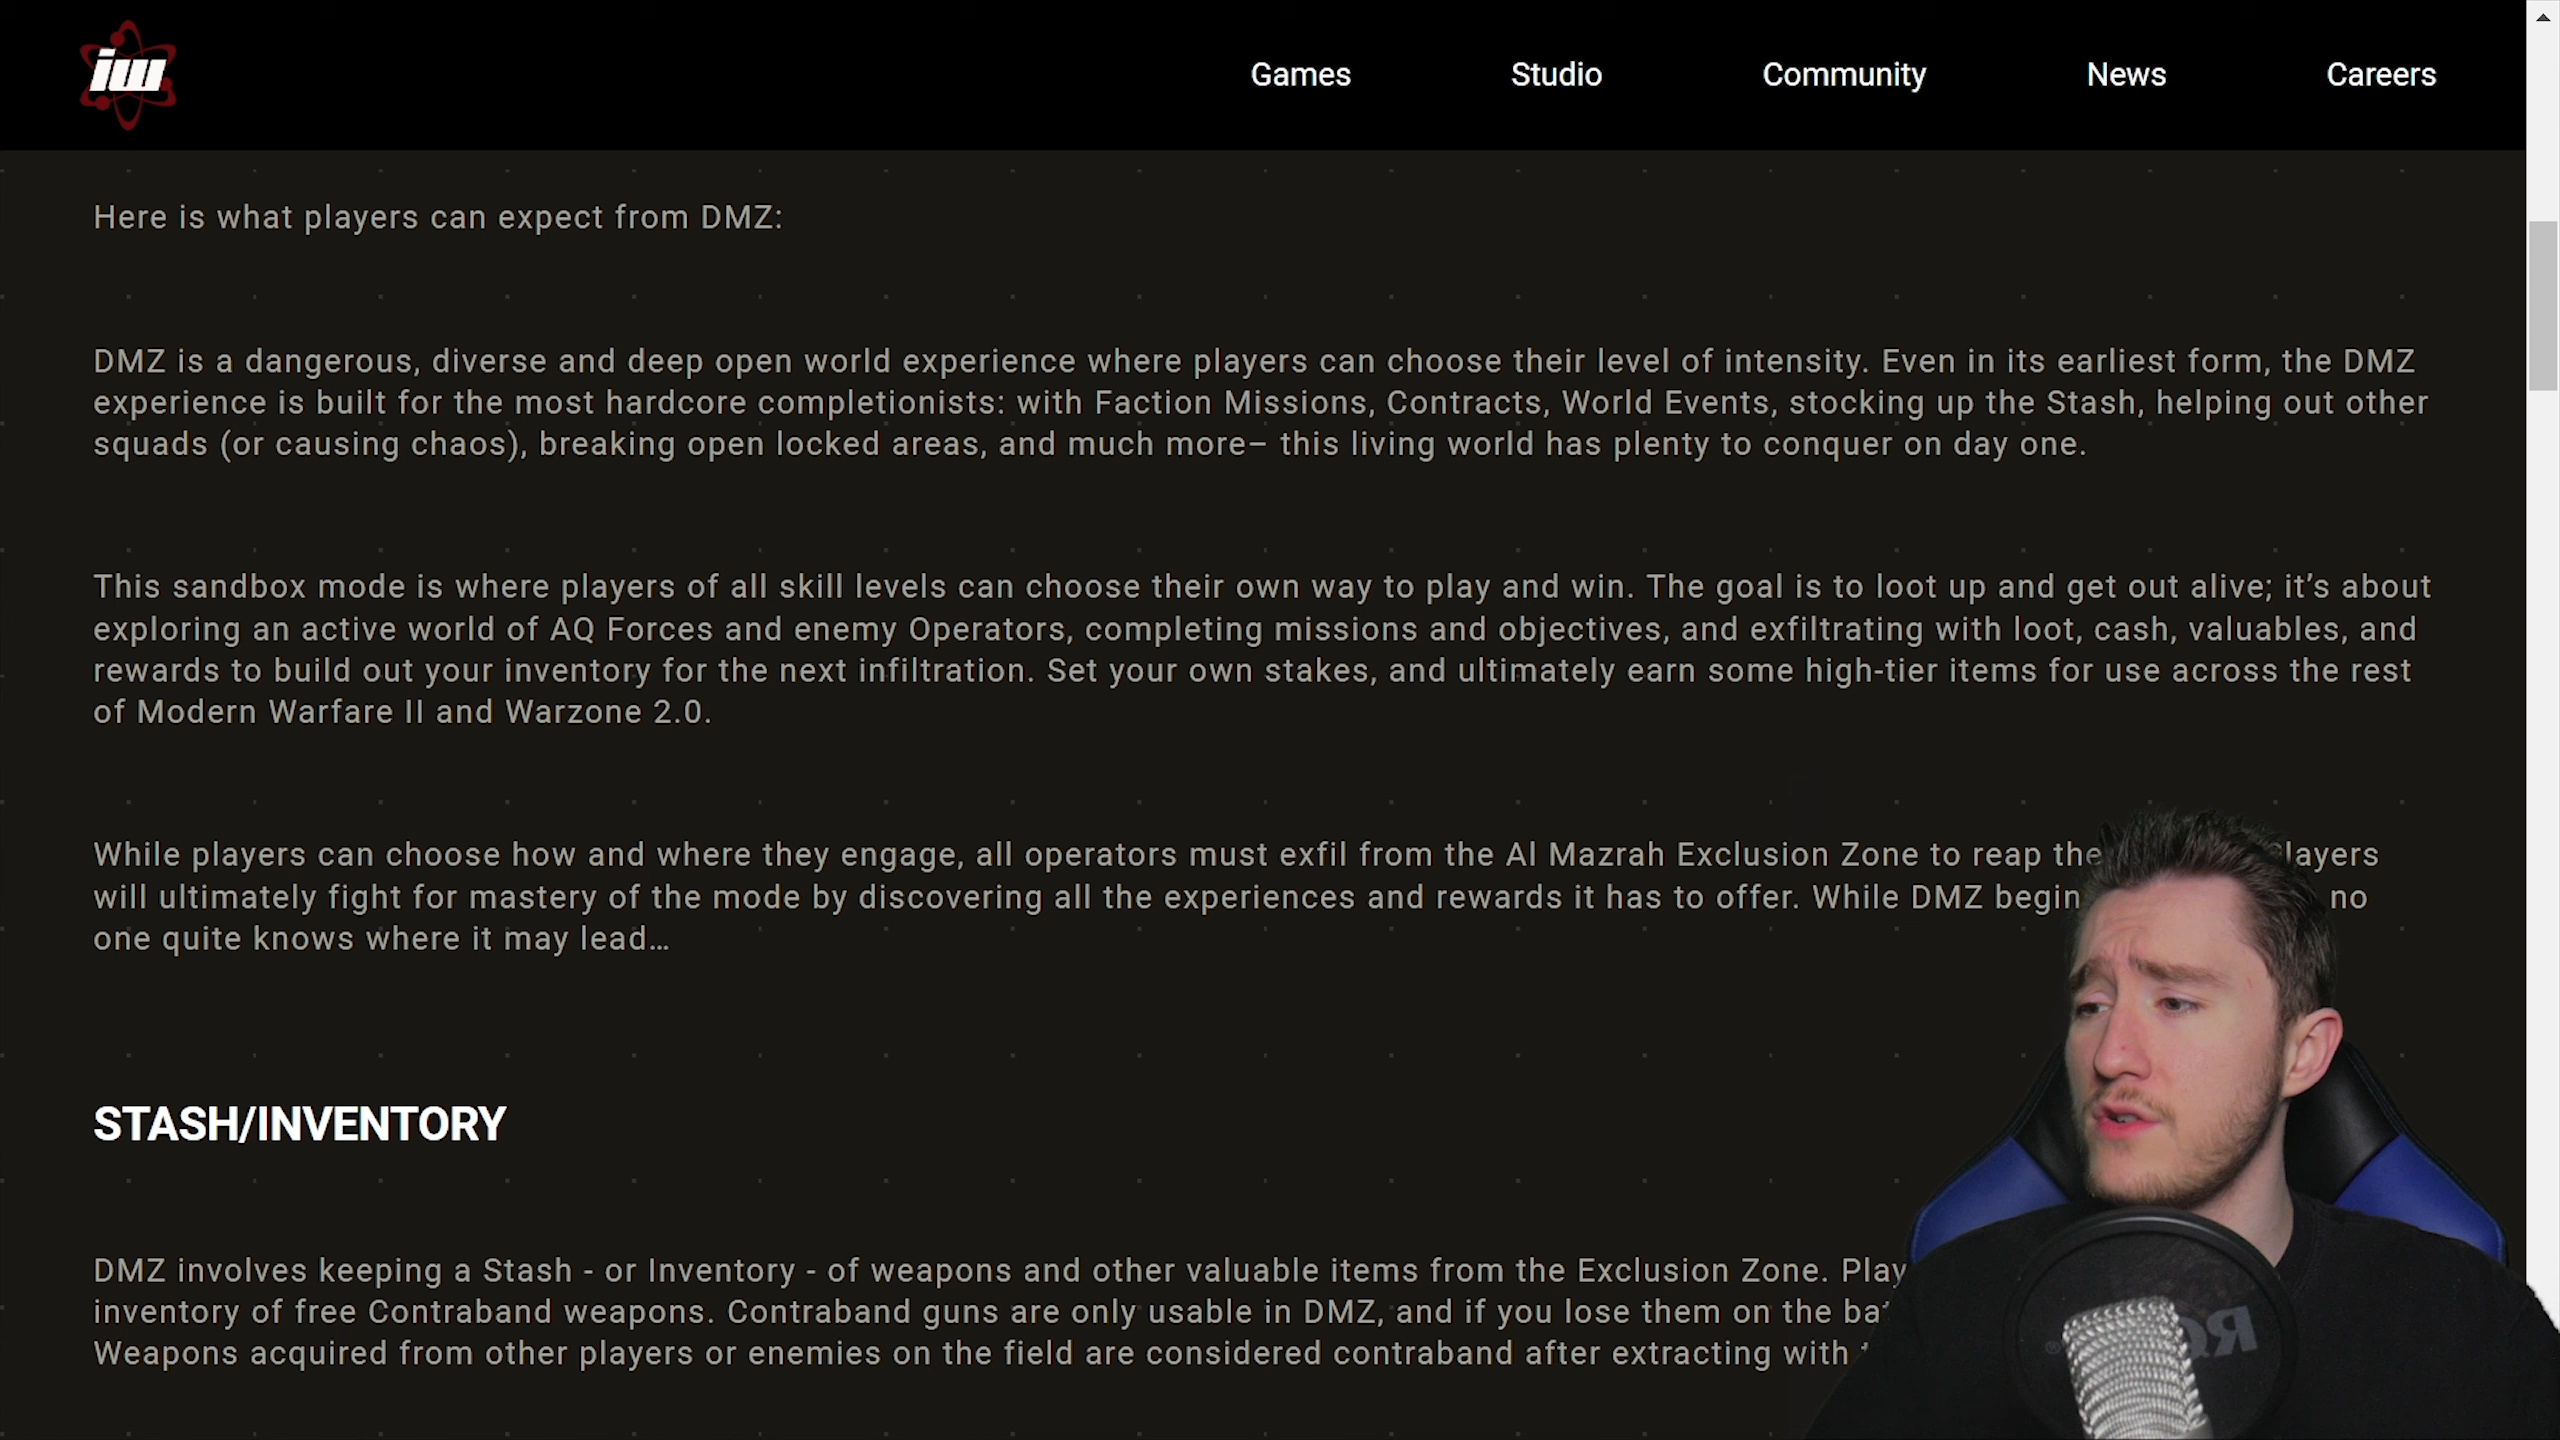 iw
Games Studio Community News Careers
Here is what players can expect from DMZ:
DMZ is a dangerous, diverse and deep open world experience where players can choose their level of intensity. Even in its earliest form, the DMZ
experience is built for the most hardcore completionists: with Faction Missions, Contracts, World Events, stocking up the Stash, helping out other
squads (or causing chaos), breaking open locked areas, and much more– this living world has plenty to conquer on day one.
This sandbox mode is where players of all skill levels can choose their own way to play and win. The goal is to loot up and get out alive; it’s about
exploring an active world of AQ Forces and enemy Operators, completing missions and objectives, and exfiltrating with loot, cash, valuables, and
rewards to build out your inventory for the next infiltration. Set your own stakes, and ultimately earn some high-tier items for use across the rest
of Modern Warfare II and Warzone 2.0.
While players can choose how and where they engage, all operators must exfil from the Al Mazrah Exclusion Zone to reap the
will ultimately fight for mastery of the mode by discovering all the experiences and rewards it has to offer. While DMZ no
one quite knows where it may lead…
STASH/INVENTORY
DMZ involves keeping a Stash - or Inventory - of weapons and other valuable items from the Exclusion Zone.
inventory of free Contraband weapons. Contraband guns are only usable in DMZ, and if you lose them on the
Weapons acquired from other players or enemies on the field are considered contraband after extracting with